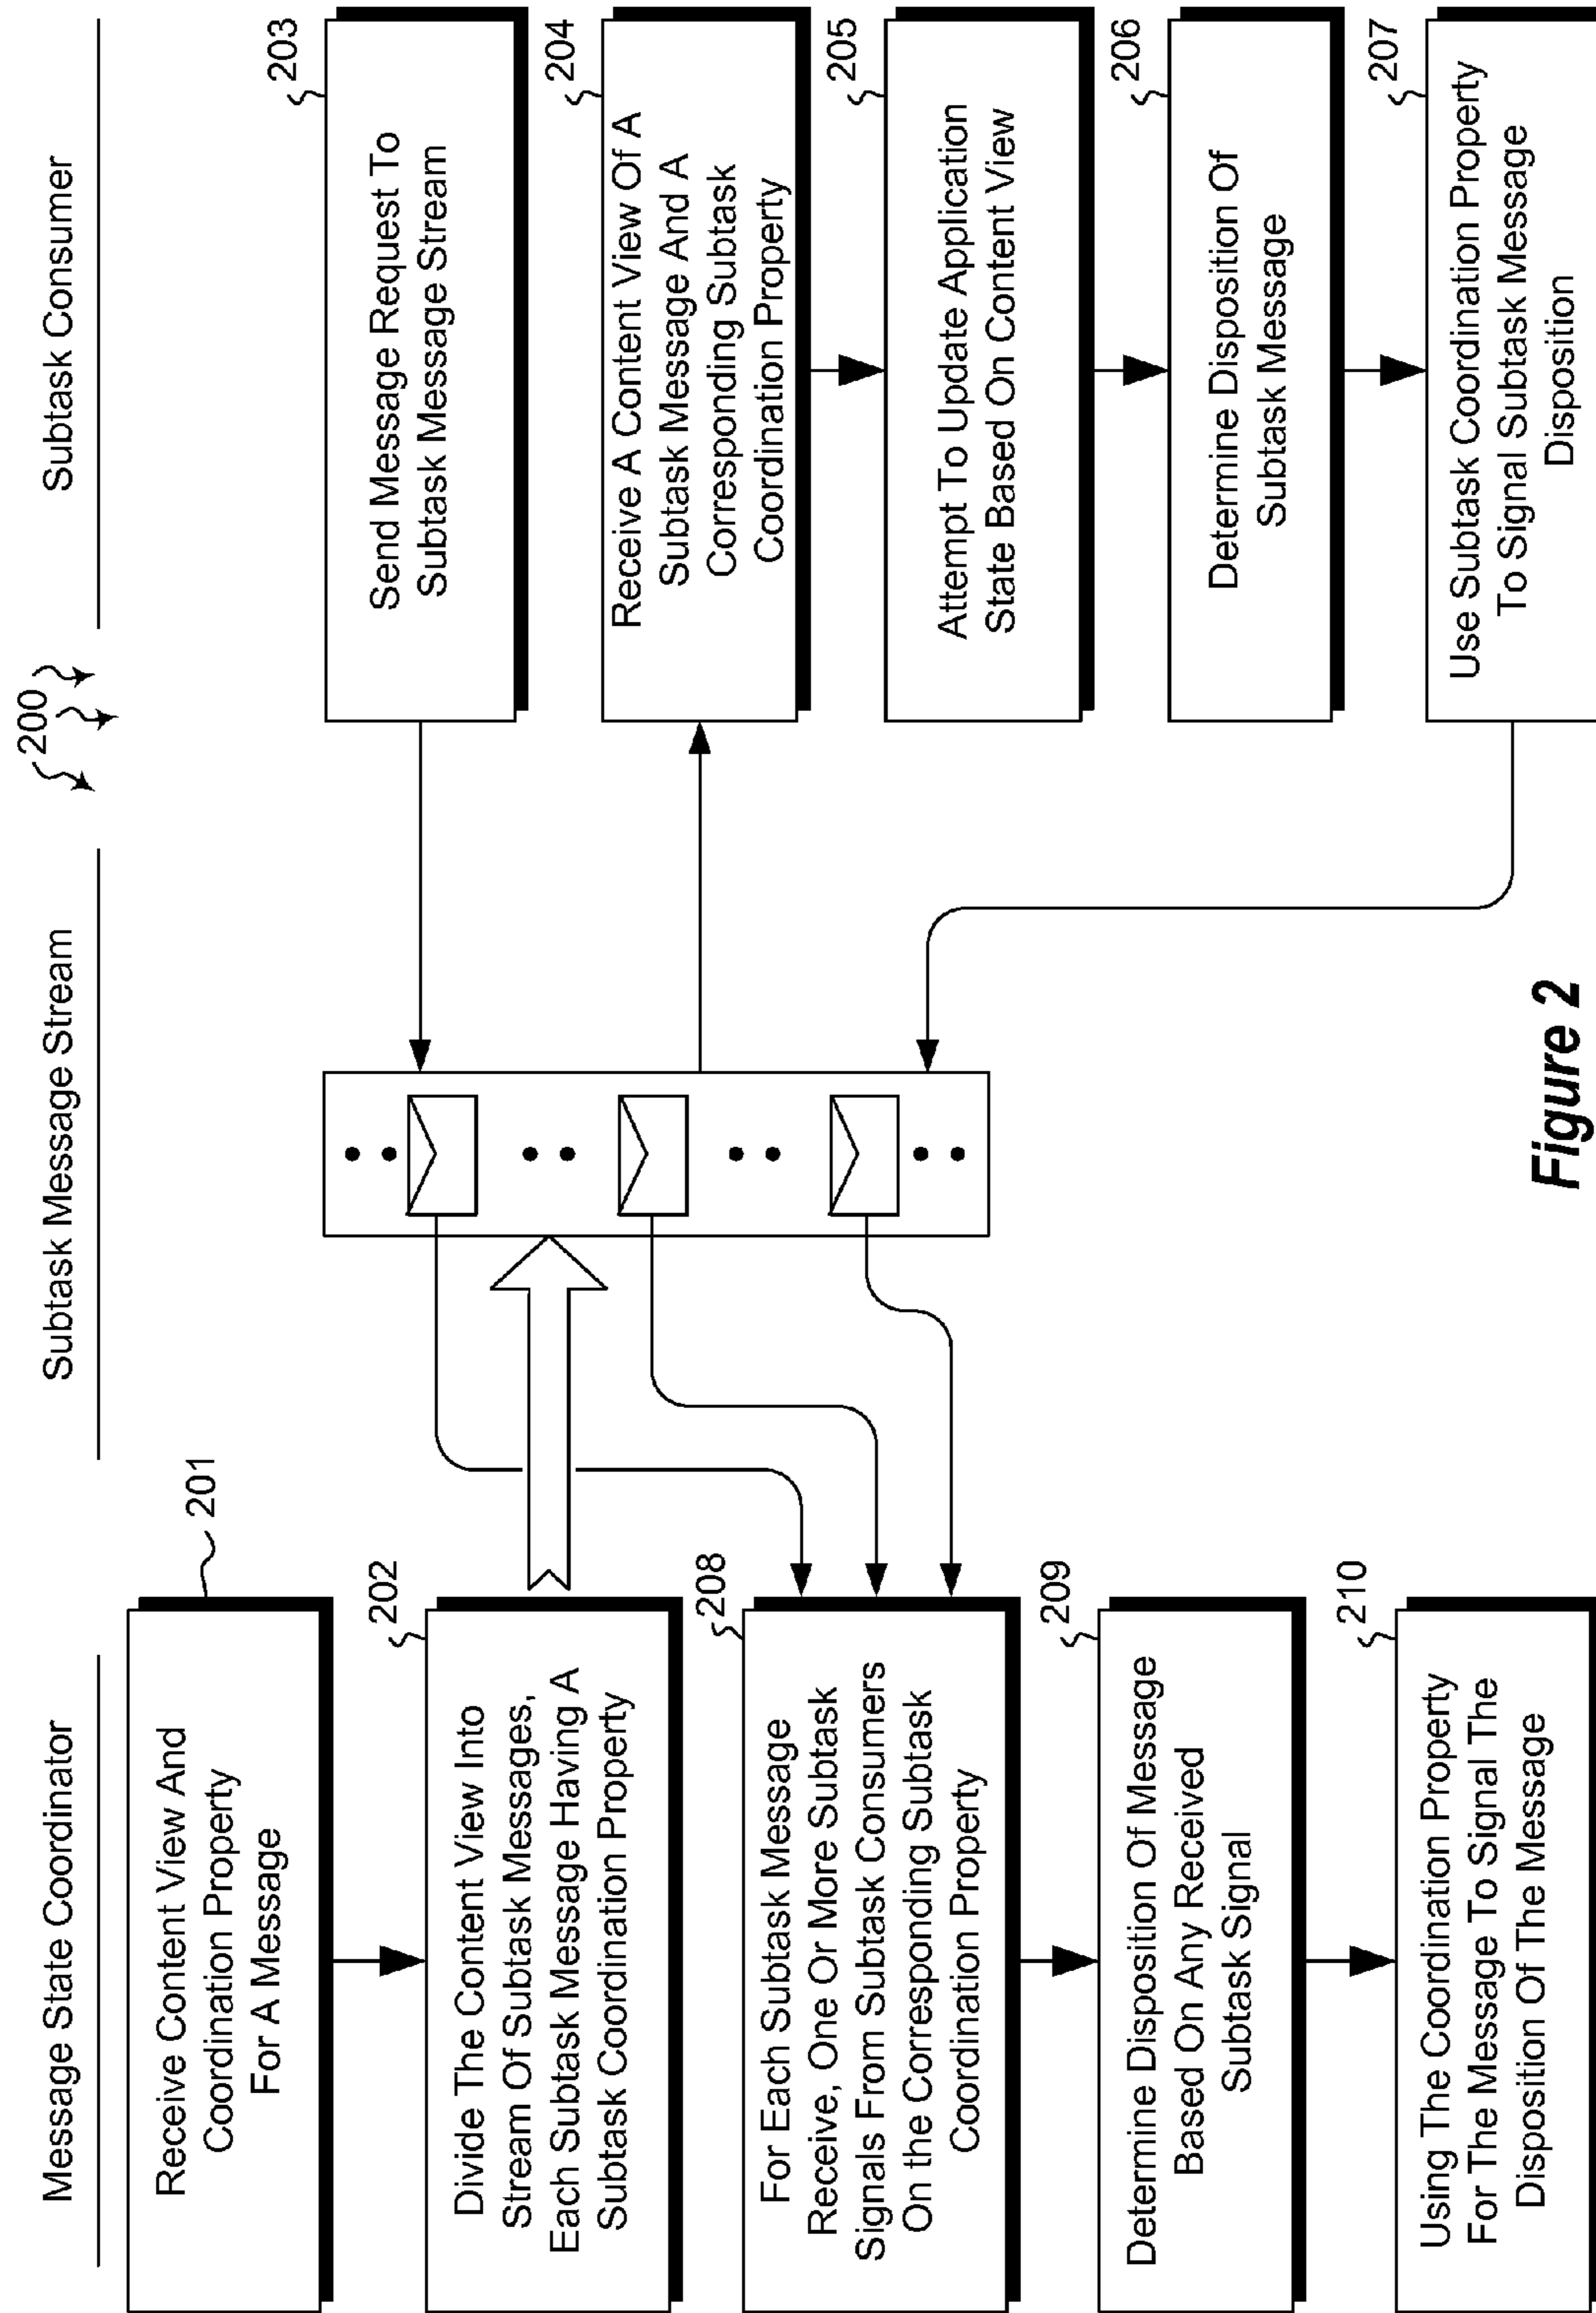 200
Message State Coordinator
Subtask Message Stream
Subtask Consumer
201
Receive Content View And
Coordination Property
For A Message
202
Divide The Content View Into
Stream Of Subtask Messages,
Each Subtask Message Having A
Subtask Coordination Property
203
Send Message Request To
Subtask Message Stream
204
Receive A Content View Of A
Subtask Message And A
Corresponding Subtask
Coordination Property
205
Attempt To Update Application
State Based On Content View
206
Determine Disposition Of
Subtask Message
207
Use Subtask Coordination Property
To Signal Subtask Message
Disposition
208
For Each Subtask Message
Receive, One Or More Subtask
Signals From Subtask Consumers
On the Corresponding Subtask
Coordination Property
209
Determine Disposition Of Message
Based On Any Received
Subtask Signal
210
Using The Coordination Property
For The Message To Signal The
Disposition Of The Message
Figure 2